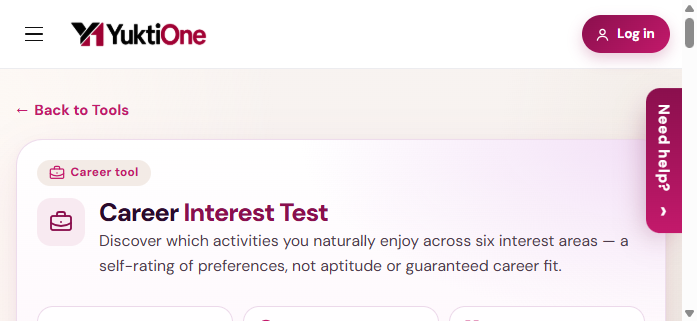 YuktiOne
Log in
← Back to Tools
Need help? ›
Career tool
Career Interest Test
Discover which activities you naturally enjoy across six interest areas — a
self-rating of preferences, not aptitude or guaranteed career fit.